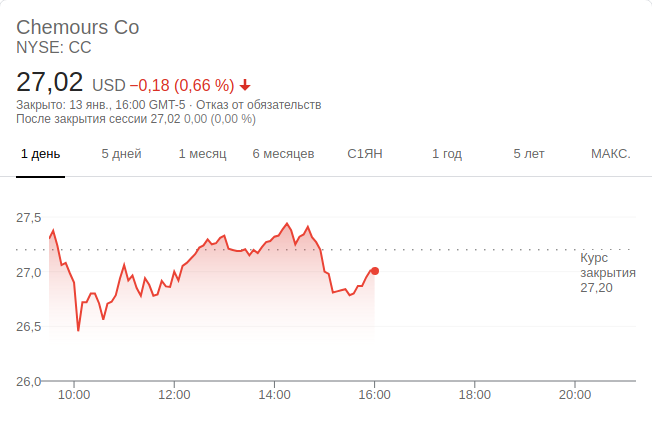 Chemours Co
NYSE: CC
27,02 USD −0,18 (0,66 %)
Закрыто: 13 янв., 16:00 GMT-5 · Отказ от обязательств
После закрытия сессии 27,02 0,00 (0,00 %)
1 день 5 дней 1 месяц 6 месяцев С1ЯН 1 год 5 лет МАКС.
27,5
27,0
26,5
26,0
Курс
закрытия
27,20
10:00 12:00 14:00 16:00 18:00 20:00